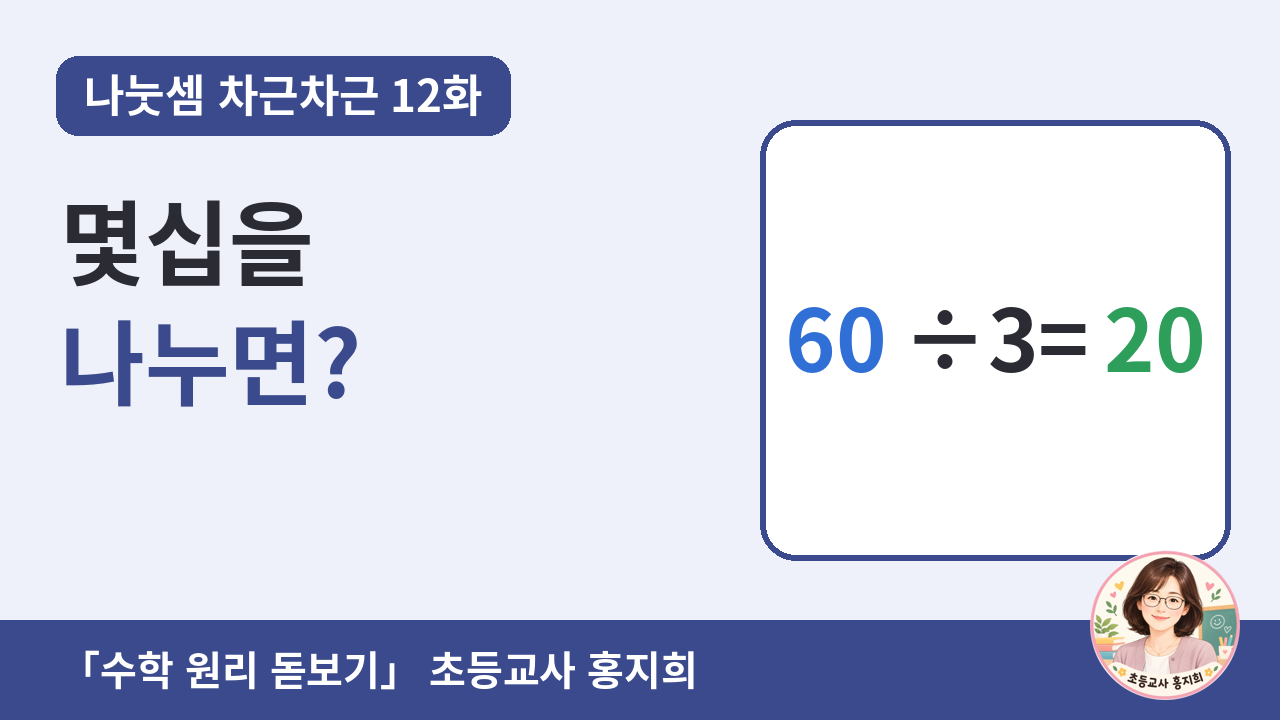 나눗셈 차근차근 12화
몇십을
나누면?
60 ÷ 3 = 20
「수학 원리 돋보기」 초등교사 홍지희
초등교사 홍지희